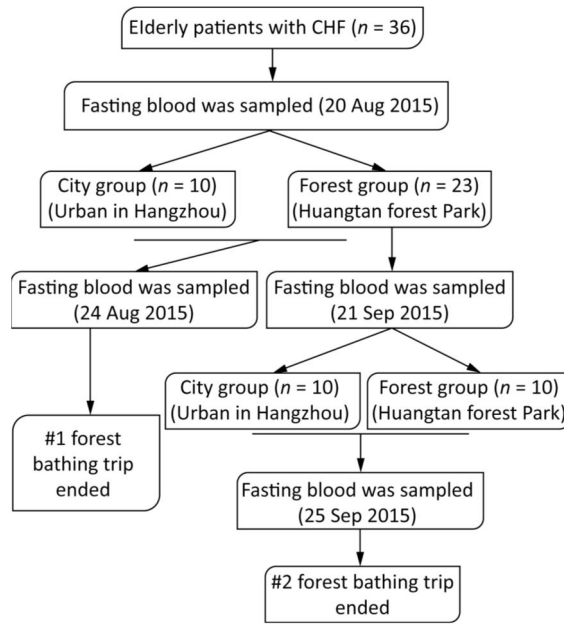 Elderly patients with CHF (n = 36)
Fasting blood was sampled (20 Aug 2015)
City group (n = 10)
(Urban in Hangzhou)
Forest group (n = 23)
(Huangtan forest Park)
Fasting blood was sampled
(24 Aug 2015)
Fasting blood was sampled
(21 Sep 2015)
City group (n = 10)
(Urban in Hangzhou)
Forest group (n = 10)
(Huangtan forest Park)
#1 forest
bathing trip
ended
Fasting blood was sampled
(25 Sep 2015)
#2 forest bathing trip
ended